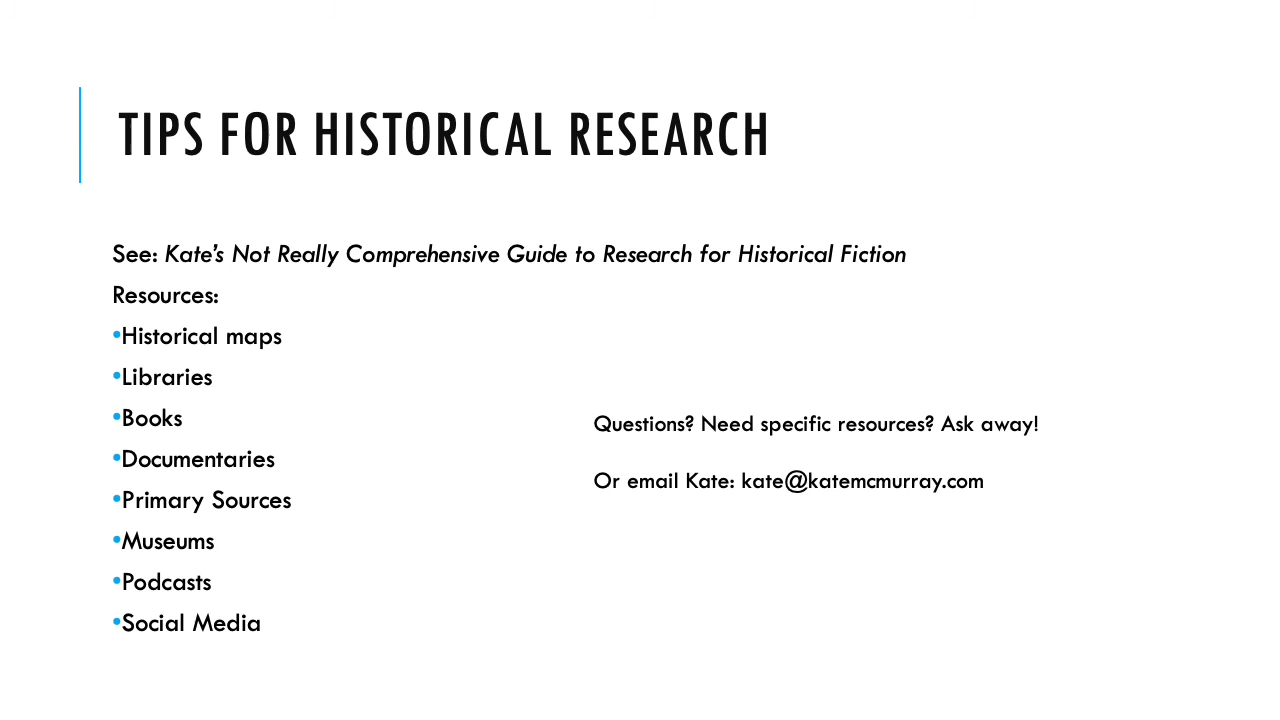 TIPS FOR HISTORICAL RESEARCH
See: Kate's Not Really Comprehensive Guide to Research for Historical Fiction
Resources:
•Historical maps
•Libraries
•Books
•Documentaries
•Primary Sources
•Museums
•Podcasts
•Social Media
Questions? Need specific resources? Ask away!
Or email Kate: kate@katemcmurray.com